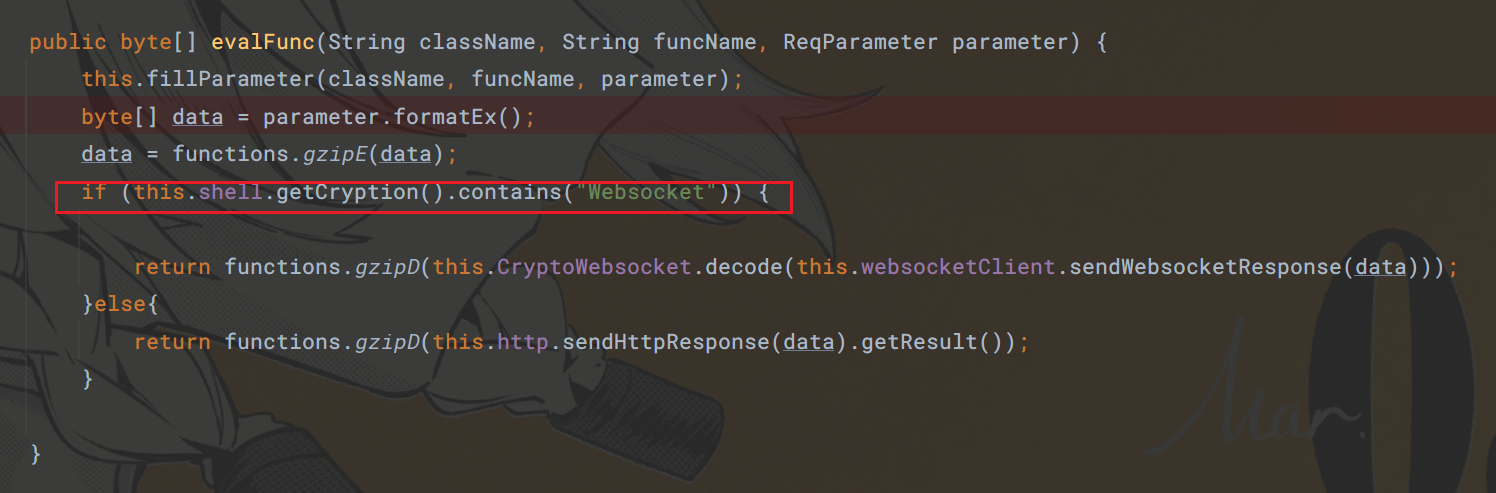 public byte[] evalFunc(String className, String funcName, ReqParameter parameter) {
this.fillParameter(className, funcName, parameter);
byte[] data = parameter.formatEx();
data = functions.gzipE(data);
if (this.shell.getCryption().contains("Websocket")) {
return functions.gzipD(this.CryptoWebsocket.decode(this.websocketClient.sendWebsocketResponse(data)));
}else{
return functions.gzipD(this.http.sendHttpResponse(data).getResult());
}
}
Mar.